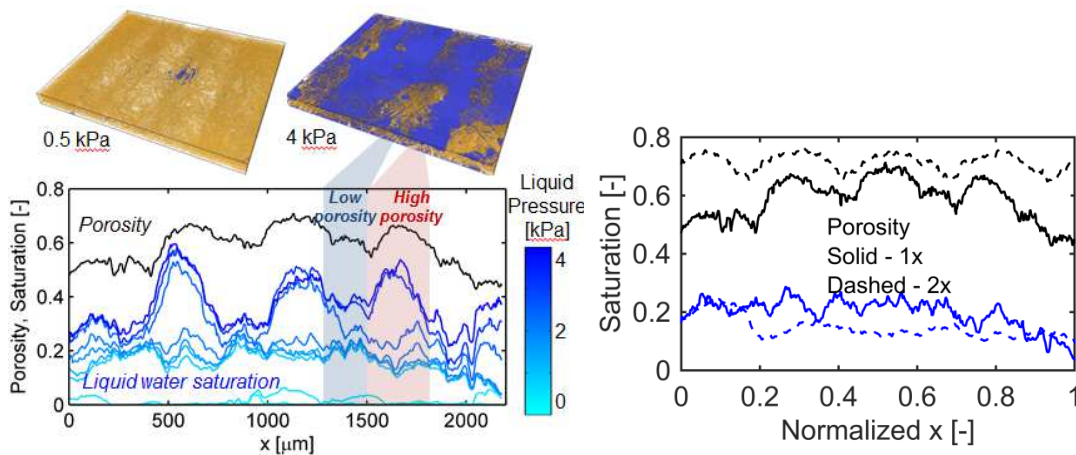 0.5 kPa
4 kPa
Porosity, Saturation [-]
0.8
0.6
0.4
0.2
0
Porosity
Low
porosity
High
porosity
Liquid water saturation
0 500 1000 1500 2000
x [μm]
Liquid
Pressure
[kPa]
4
2
0
Saturation [-]
0.8
0.6
0.4
0.2
0
Porosity
Solid - 1x
Dashed - 2x
0 0.2 0.4 0.6 0.8 1
Normalized x [-]